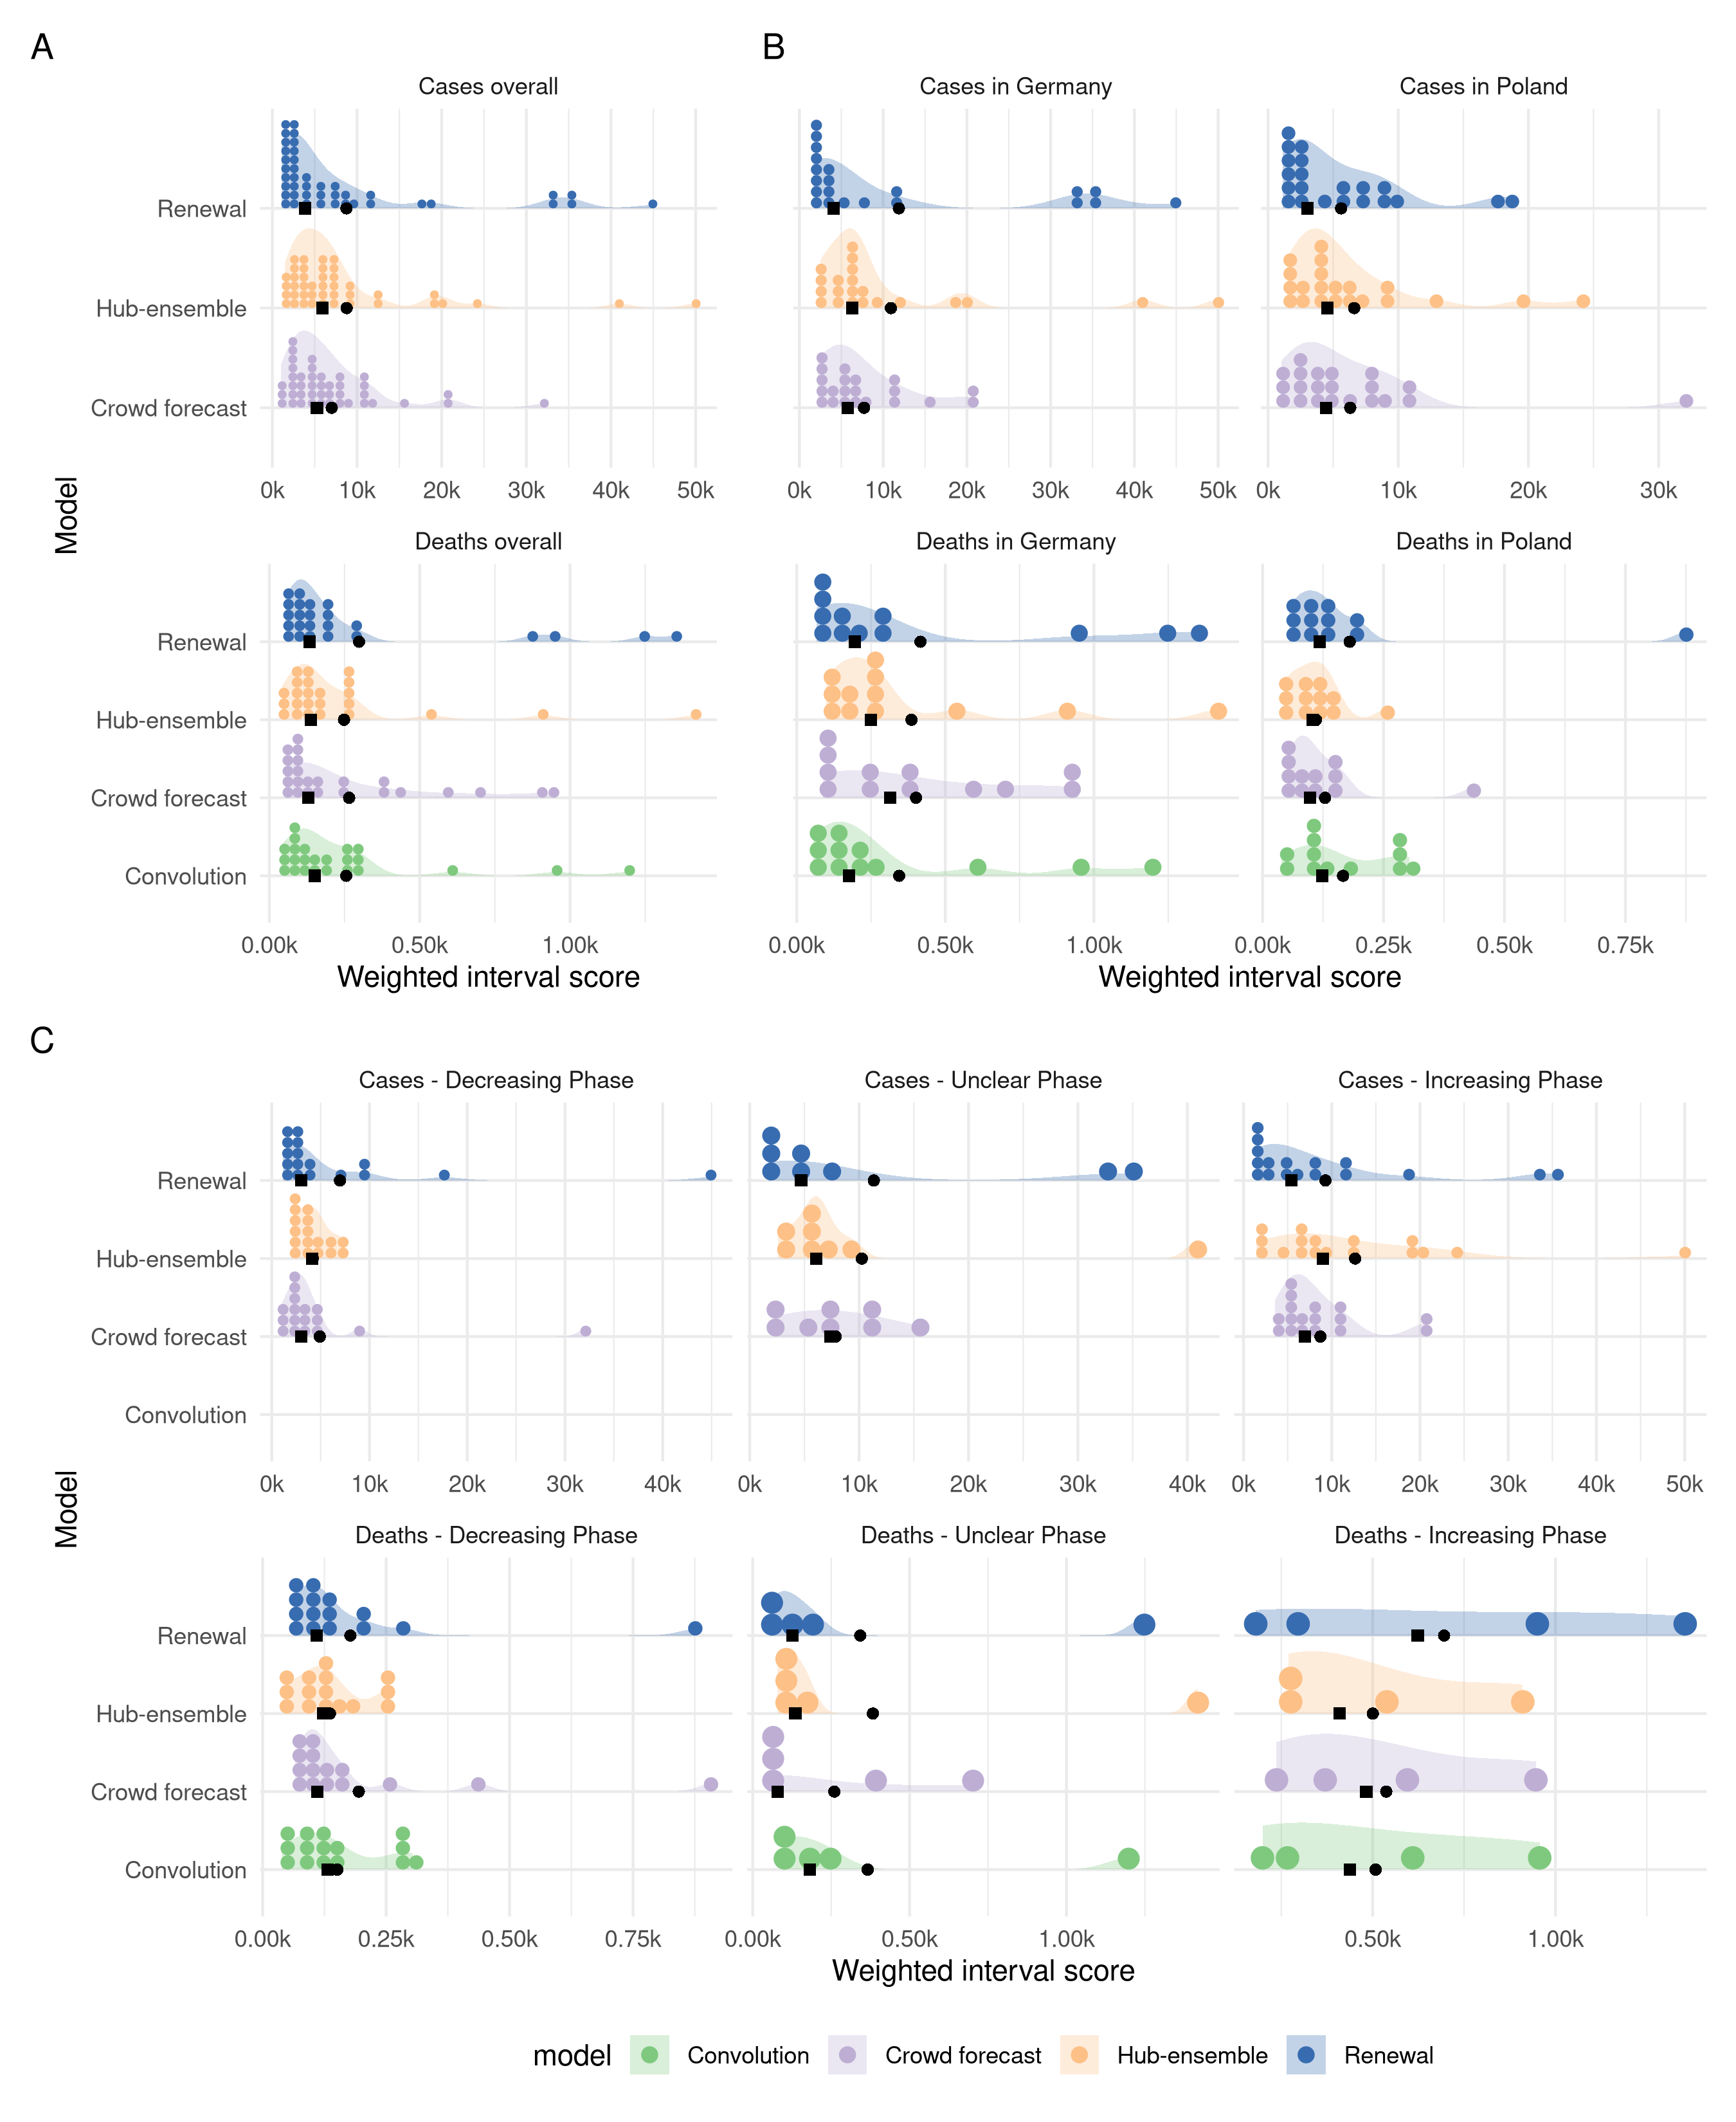 A
B
Cases overall
Cases in Germany
Cases in Poland
Renewal
Hub-ensemble
Crowd forecast
0k 10k 20k 30k 40k 50k
0k 10k 20k 30k 40k 50k
0k 10k 20k 30k
Model
Deaths overall
Deaths in Germany
Deaths in Poland
Renewal
Hub-ensemble
Crowd forecast
Convolution
0.00k 0.50k 1.00k
0.00k 0.50k 1.00k
0.00k 0.25k 0.50k 0.75k
Weighted interval score
Weighted interval score
C
Cases - Decreasing Phase
Cases - Unclear Phase
Cases - Increasing Phase
Renewal
Hub-ensemble
Crowd forecast
Convolution
0k 10k 20k 30k 40k
0k 10k 20k 30k 40k
0k 10k 20k 30k 40k 50k
Model
Deaths - Decreasing Phase
Deaths - Unclear Phase
Deaths - Increasing Phase
Renewal
Hub-ensemble
Crowd forecast
Convolution
0.00k 0.25k 0.50k 0.75k
0.00k 0.50k 1.00k
0.50k 1.00k
Weighted interval score
model Convolution Crowd forecast Hub-ensemble Renewal